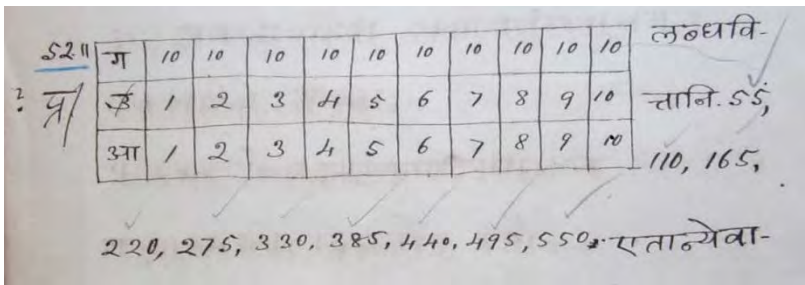 52॥ ग 10 10 10 10 10 10 10 10 10 10 लब्धवि-
? प्र/ उ 1 2 3 4 5 6 7 8 9 10 त्तानि. 55,
आ 1 2 3 4 5 6 7 8 9 10 110, 165,
220, 275, 330, 385, 440, 495, 550, एतान्येवा-